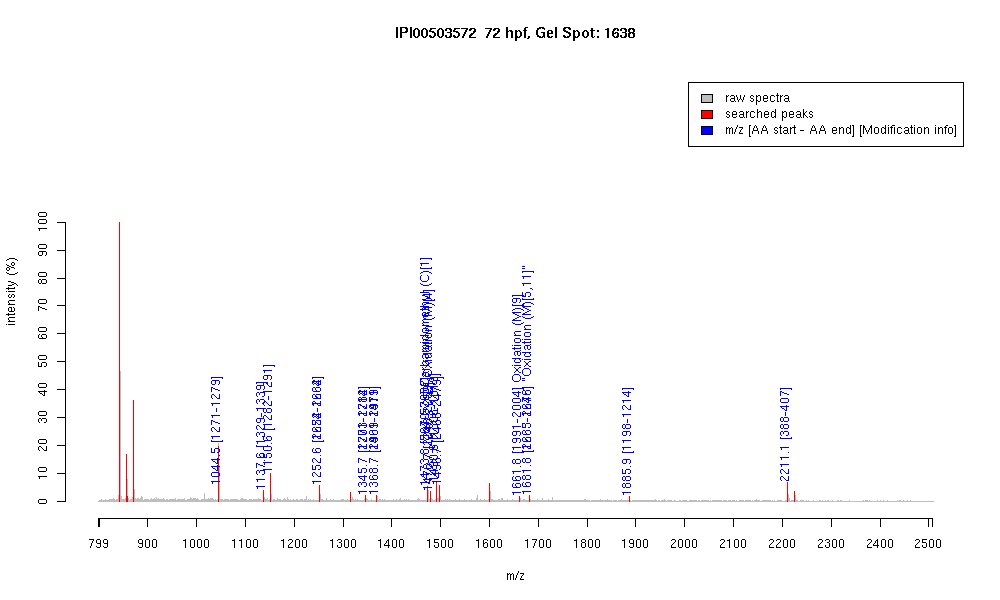 IPI00503572 72 hpf, Gel Spot: 1638
raw spectra
searched peaks
m/z [AA start - AA end] [Modification info]
intensity (%)
100
90
80
70
60
50
40
30
20
10
0
1044.5 [1271-1279]
1137.6 [1329-1339]
1150.6 [1282-1291]
1252.6
1345.7
1368.7
1661.8 [1991-2004] Oxidation (M)[9]
1681.8 "Oxidation (M)[5,11]"
1885.9 [1198-1214]
2211.1 [388-407]
799 900 1000 1100 1200 1300 1400 1500 1600 1700 1800 1900 2000 2100 2200 2300 2400 2500
m/z